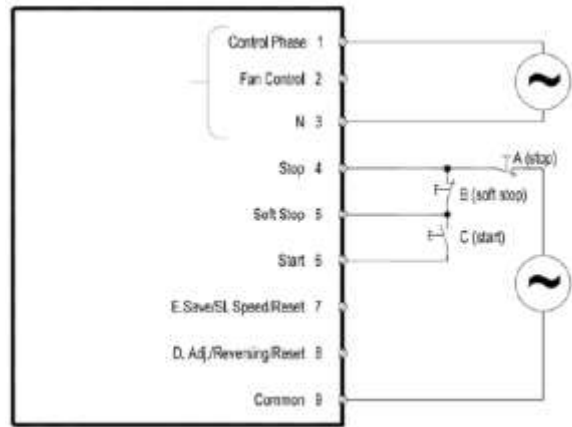 Control Phase 1
Fan Control 2
N 3
Stop 4
A (stop)
B (soft stop)
Soft Stop 5
C (start)
Start 6
E.Save/Sl. Speed/Reset 7
D. Adj./Reversing/Reset 8
Common 9